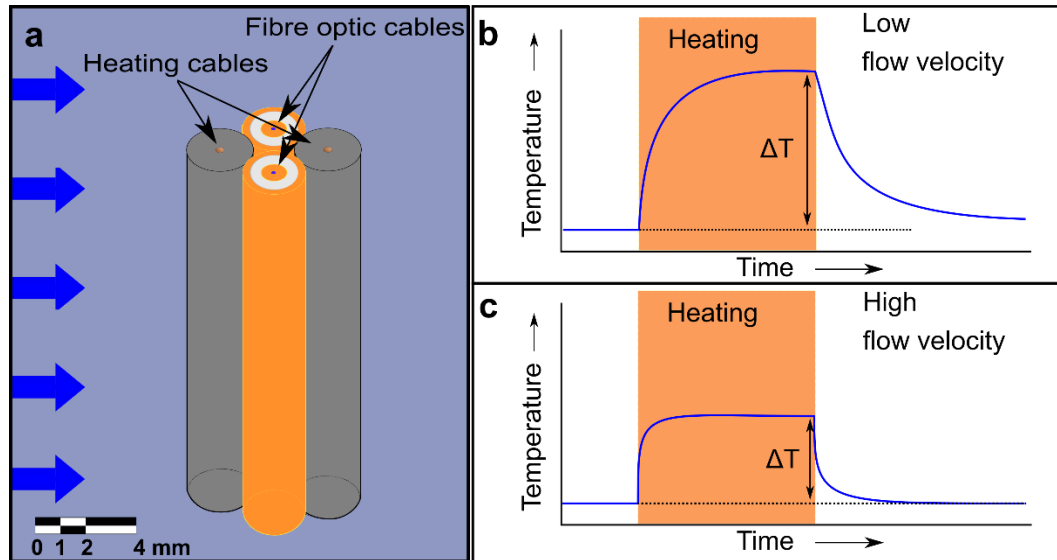 a
Fibre optic cables
Heating cables
0 1 2 4 mm
b
Heating
Low
flow velocity
Temperature
ΔT
Time
c
Heating
High
flow velocity
Temperature
ΔT
Time